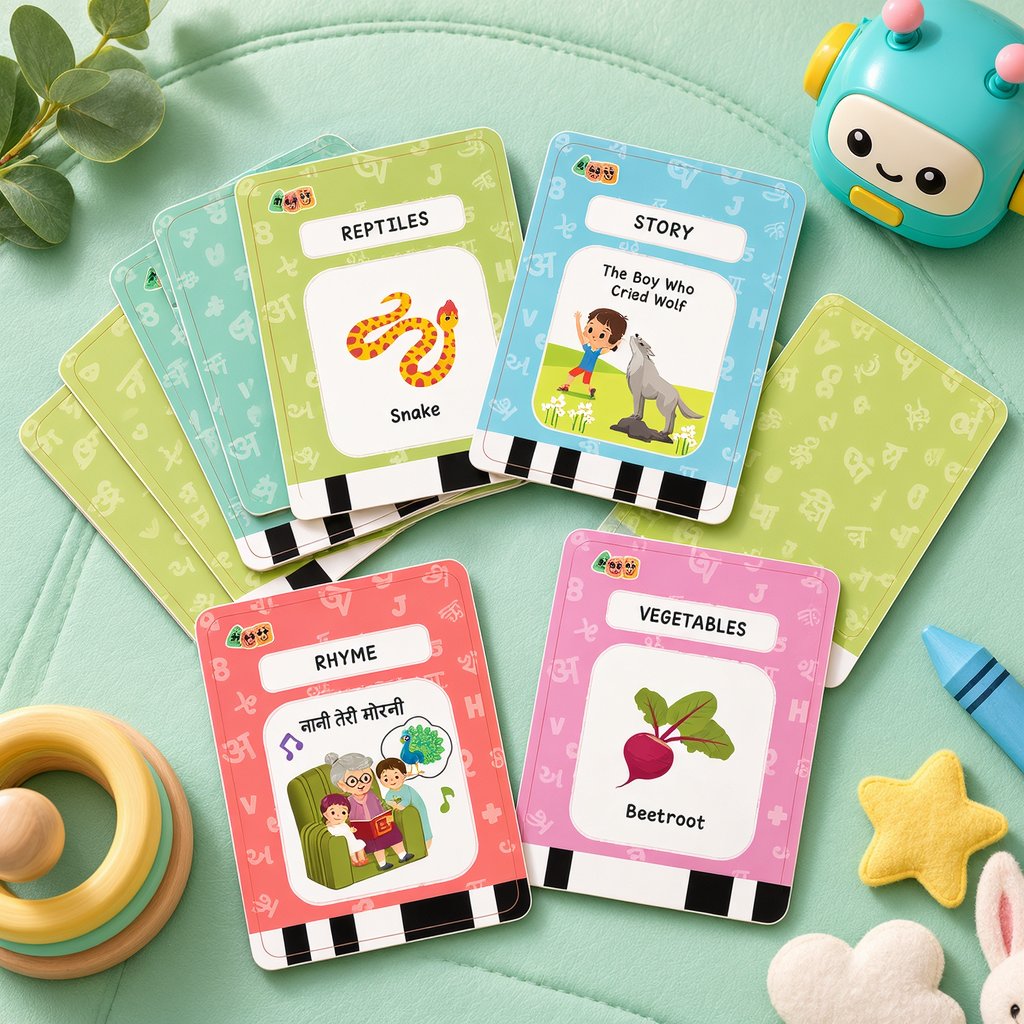 REPTILES
Snake
STORY
The Boy Who
Cried Wolf
RHYME
नानी तेरी मोरनी
VEGETABLES
Beetroot